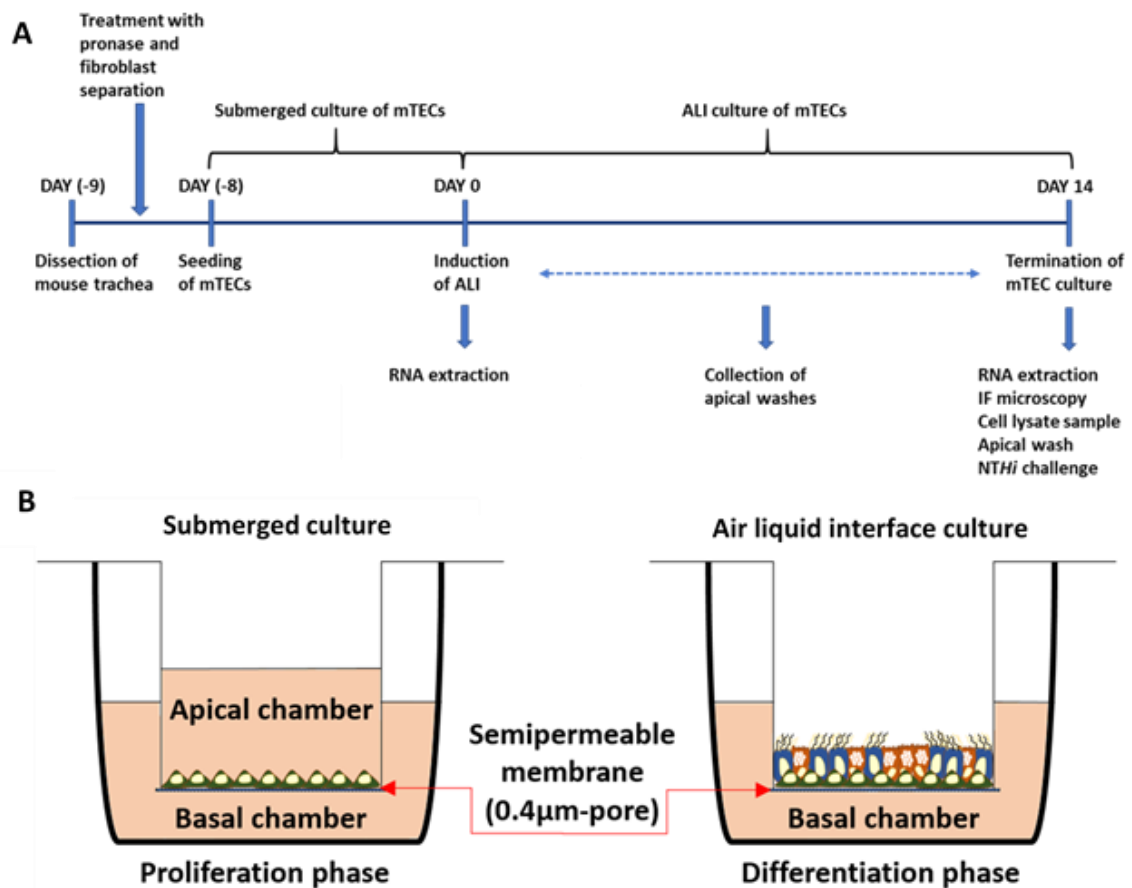 A
Treatment with
pronase and
fibroblast
separation
Submerged culture of mTECs
ALI culture of mTECs
DAY (-9)
DAY (-8)
DAY 0
DAY 14
Dissection of
mouse trachea
Seeding
of mTECs
Induction
of ALI
Termination of
mTEC culture
RNA extraction
Collection of
apical washes
RNA extraction
IF microscopy
Cell lysate sample
Apical wash
NTHi challenge
B
Submerged culture
Air liquid interface culture
Apical chamber
Semipermeable
membrane
(0.4µm-pore)
Basal chamber
Basal chamber
Proliferation phase
Differentiation phase